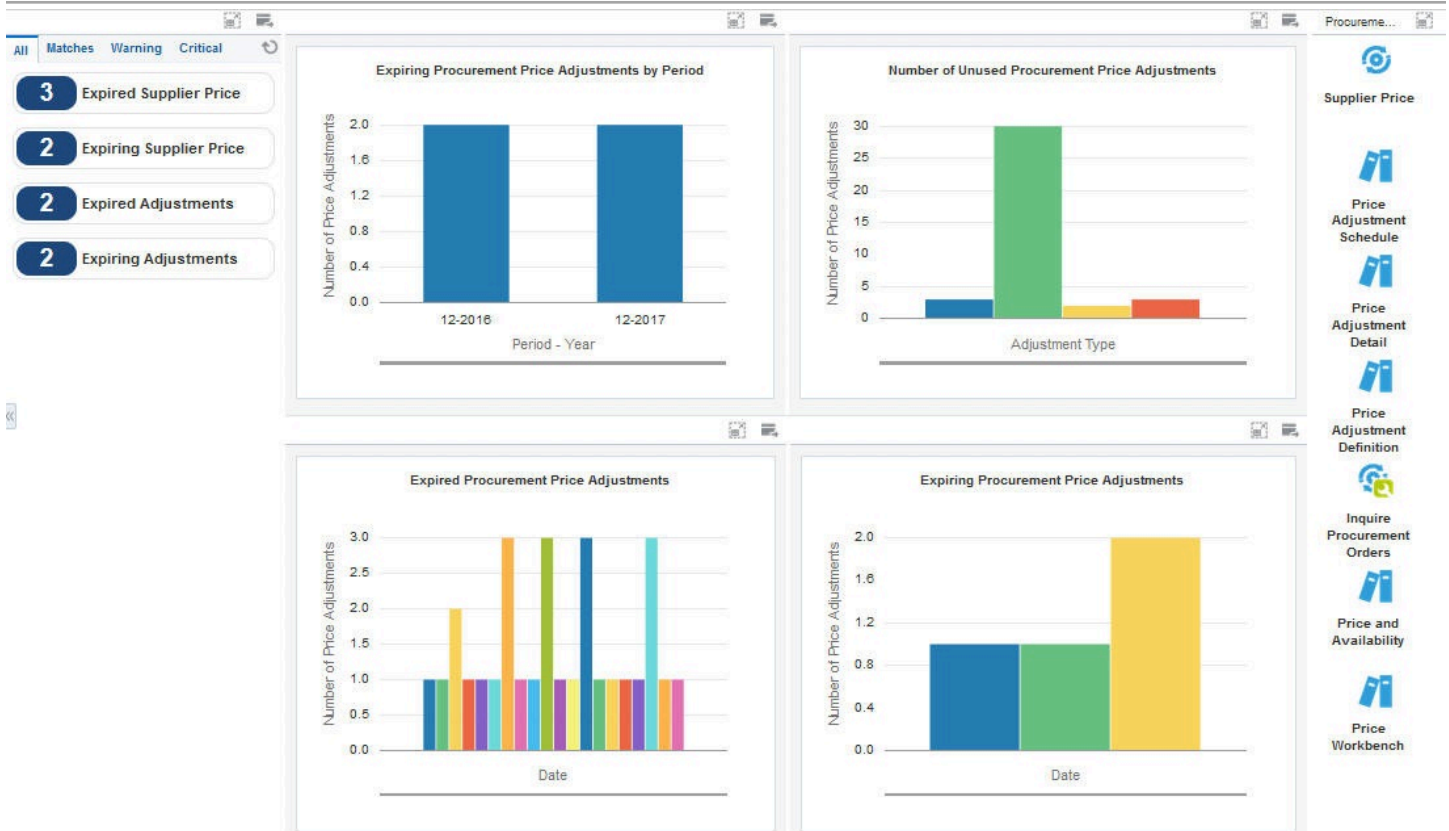 Procureme...
All Matches Warning Critical
3 Expired Supplier Price
2 Expiring Supplier Price
2 Expired Adjustments
2 Expiring Adjustments
Expiring Procurement Price Adjustments by Period
Number of Price Adjustments
2.0
1.6
1.2
0.8
0.4
0.0
12-2016 12-2017
Period - Year
Number of Unused Procurement Price Adjustments
Number of Price Adjustments
30
25
20
15
10
5
0
Adjustment Type
Expired Procurement Price Adjustments
Number of Price Adjustments
3.0
2.5
2.0
1.5
1.0
0.5
0.0
Date
Expiring Procurement Price Adjustments
Number of Price Adjustments
2.0
1.6
1.2
0.8
0.4
0.0
Date
Supplier Price
Price
Adjustment
Schedule
Price
Adjustment
Detail
Price
Adjustment
Definition
Inquire
Procurement
Orders
Price and
Availability
Price
Workbench